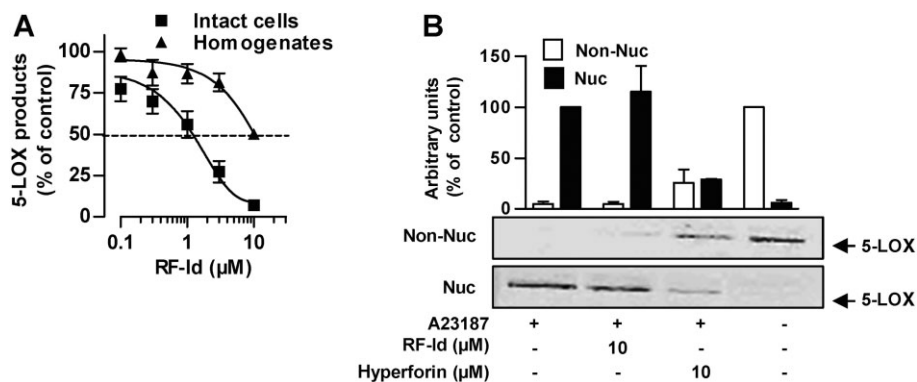 A
Intact cells
Homogenates
5-LOX products
(% of control)
100
75
50
25
0
0.1 1 10
RF-Id (µM)
B
Non-Nuc
Nuc
Arbitrary units
(% of control)
150
100
50
0
Non-Nuc
5-LOX
Nuc
5-LOX
A23187 + + + -
RF-Id (µM) - 10 - -
Hyperforin (µM) - - 10 -